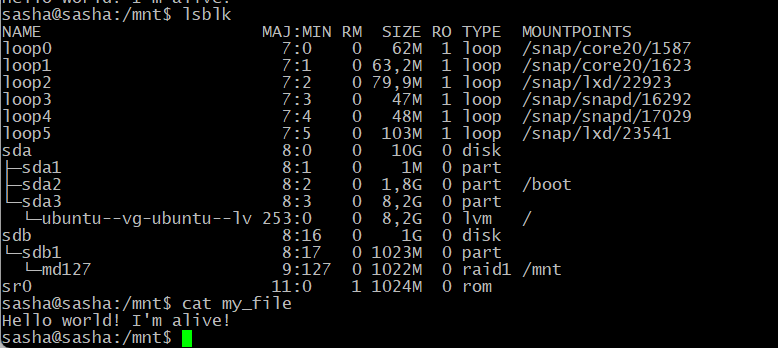 Hello world! I'm alive!
sasha@sasha:/mnt$ lsblk
NAME                      MAJ:MIN RM  SIZE RO TYPE  MOUNTPOINTS
loop0                       7:0    0   62M  1 loop  /snap/core20/1587
loop1                       7:1    0 63,2M  1 loop  /snap/core20/1623
loop2                       7:2    0 79,9M  1 loop  /snap/lxd/22923
loop3                       7:3    0   47M  1 loop  /snap/snapd/16292
loop4                       7:4    0   48M  1 loop  /snap/snapd/17029
loop5                       7:5    0  103M  1 loop  /snap/lxd/23541
sda                         8:0    0   10G  0 disk
├─sda1                      8:1    0    1M  0 part
├─sda2                      8:2    0  1,8G  0 part  /boot
└─sda3                      8:3    0  8,2G  0 part
  └─ubuntu--vg-ubuntu--lv 253:0    0  8,2G  0 lvm   /
sdb                         8:16   0    1G  0 disk
└─sdb1                      8:17   0 1023M  0 part
  └─md127                   9:127  0 1022M  0 raid1 /mnt
sr0                        11:0    1 1024M  0 rom
sasha@sasha:/mnt$ cat my_file
Hello world! I'm alive!
sasha@sasha:/mnt$